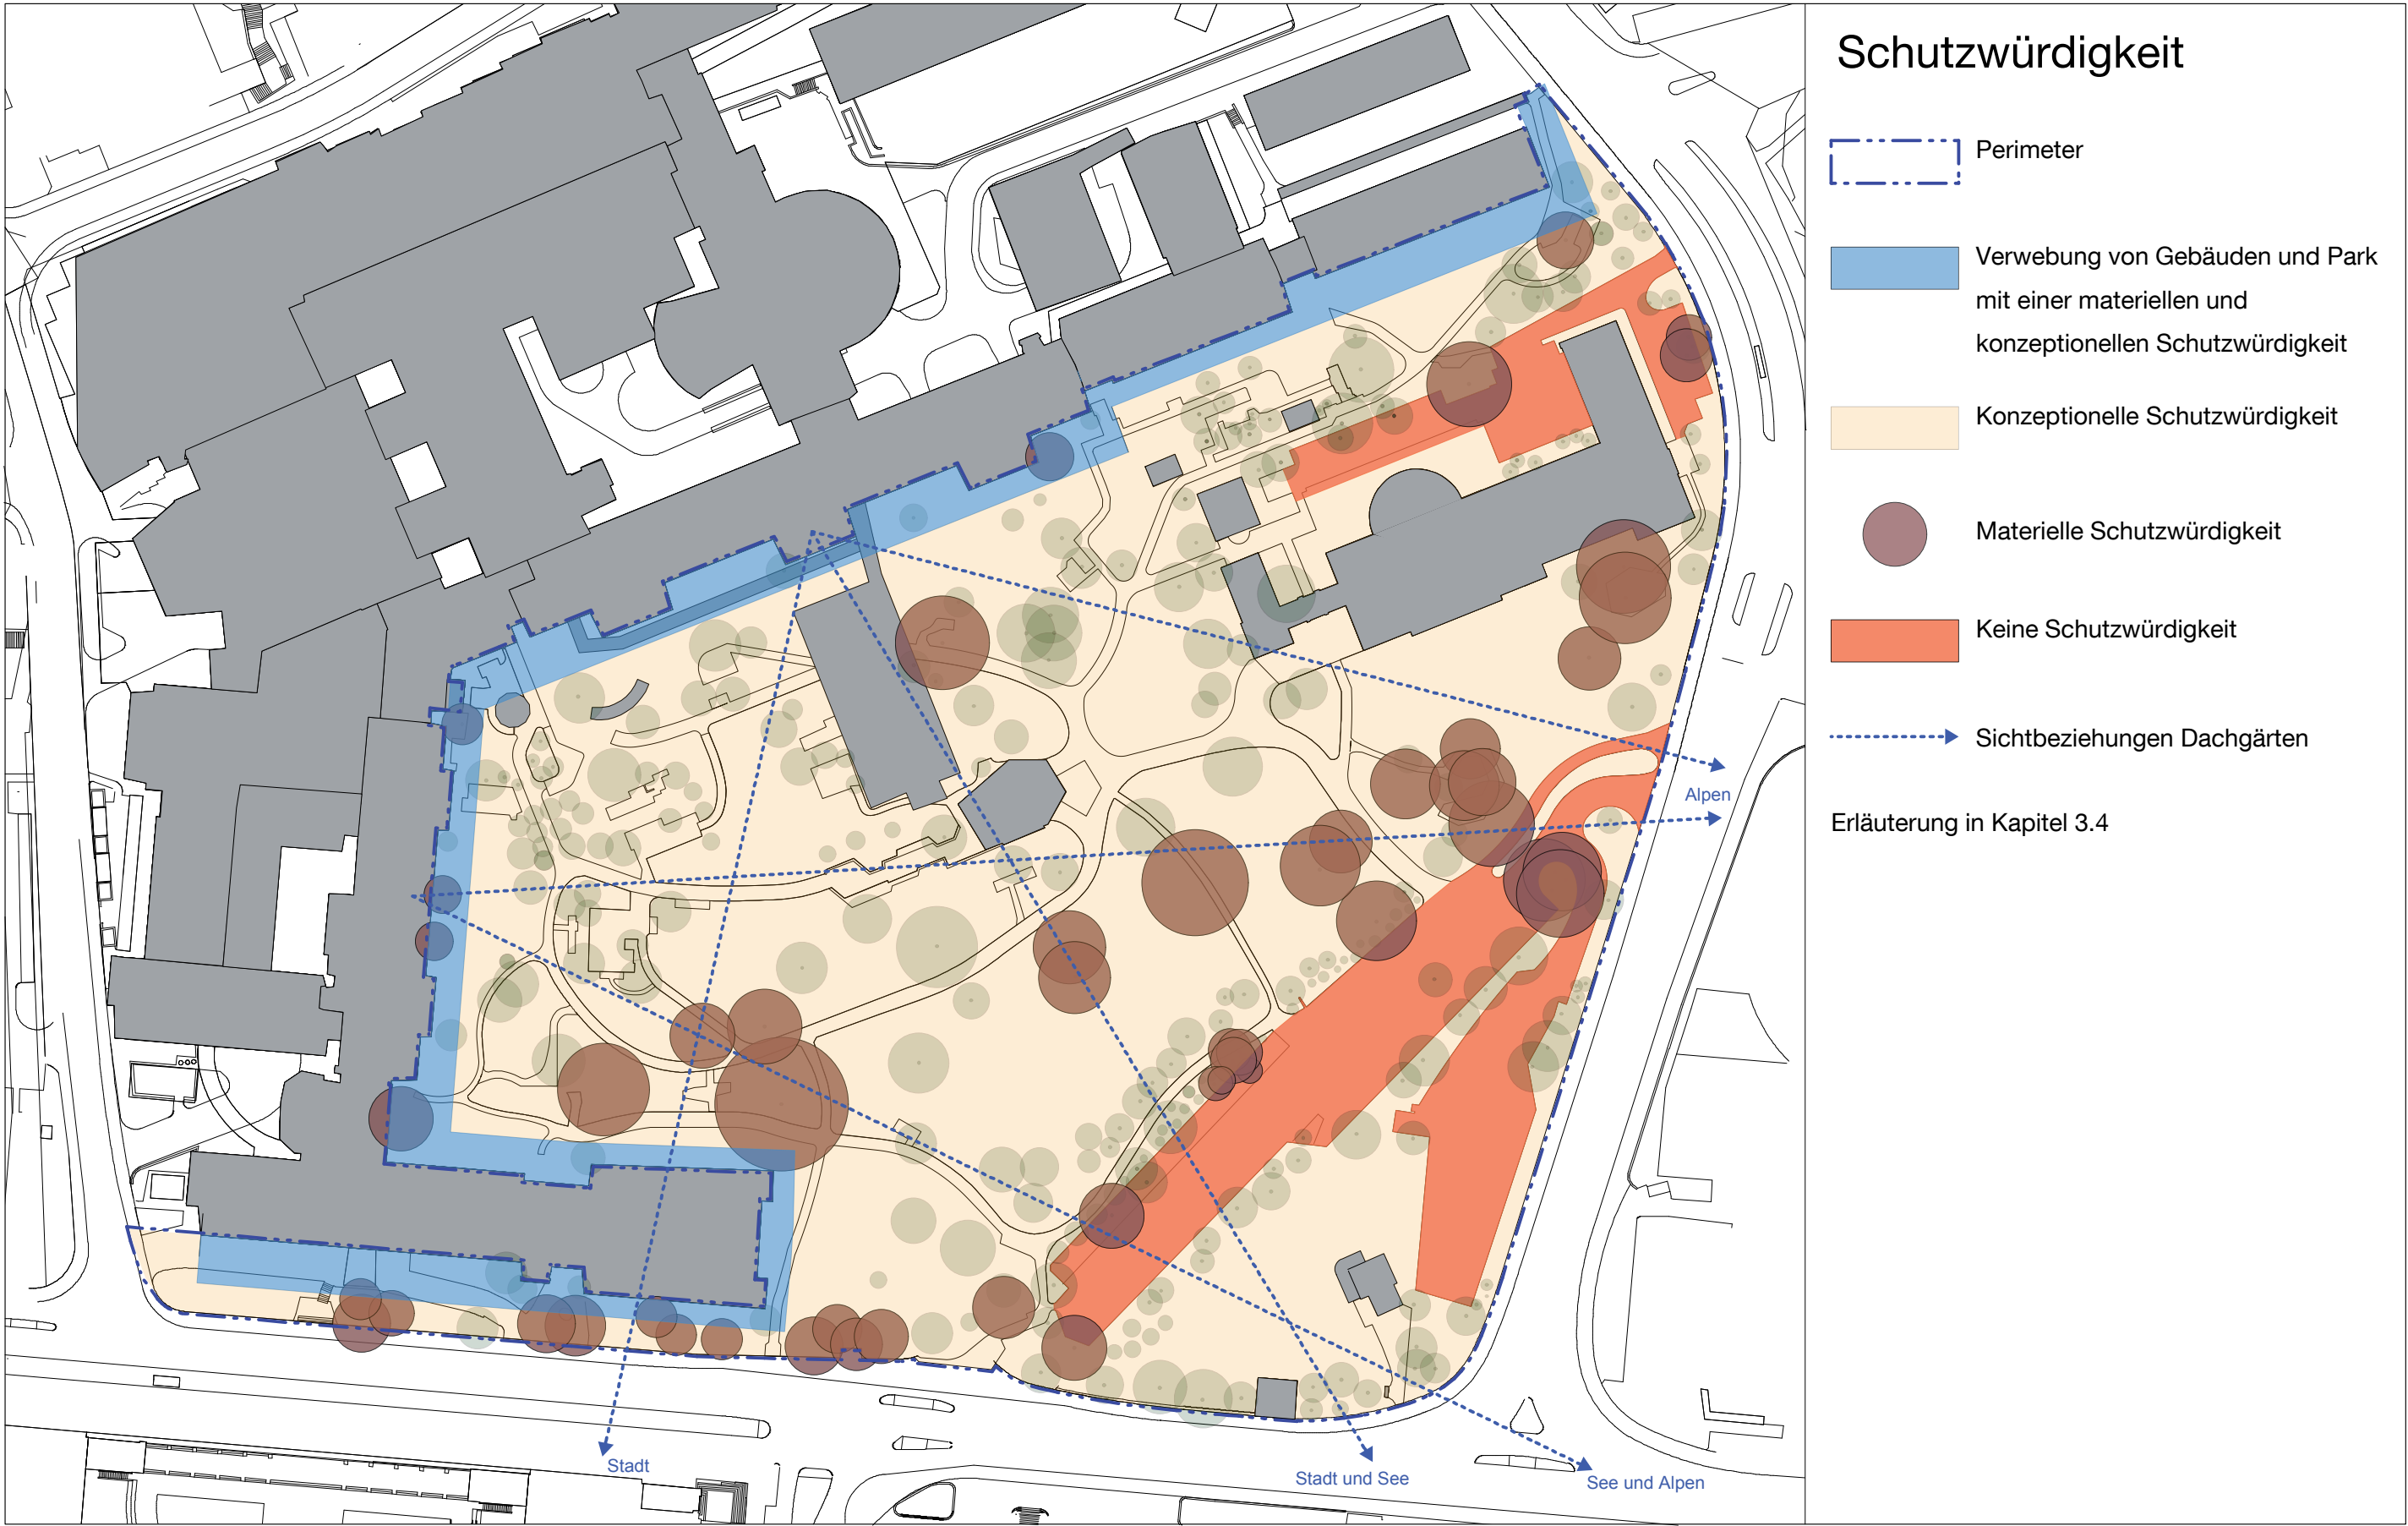 Schutzwürdigkeit
Perimeter
Verwebung von Gebäuden und Park
mit einer materiellen und
konzeptionellen Schutzwürdigkeit
Konzeptionelle Schutzwürdigkeit
Materielle Schutzwürdigkeit
Keine Schutzwürdigkeit
Sichtbeziehungen Dachgärten
Erläuterung in Kapitel 3.4
Alpen
Stadt
Stadt und See
See und Alpen